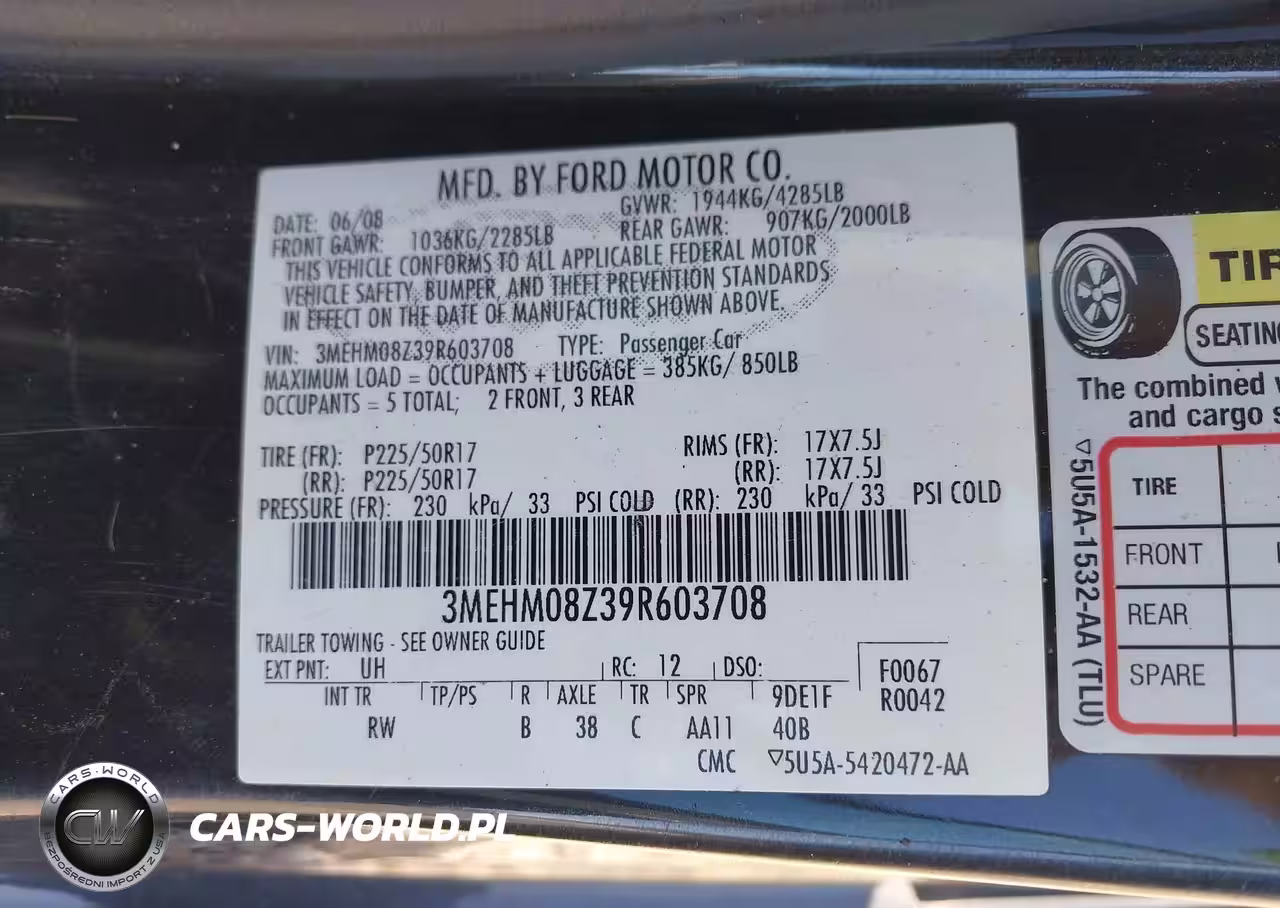 MFD. BY FORD MOTOR CO.
DATE: 06/08 GVWR: 1944KG/4285LB
FRONT GAWR: 1036KG/2285LB REAR GAWR: 907KG/2000LB
THIS VEHICLE CONFORMS TO ALL APPLICABLE FEDERAL MOTOR
VEHICLE SAFETY, BUMPER, AND THEFT PREVENTION STANDARDS
IN EFFECT ON THE DATE OF MANUFACTURE SHOWN ABOVE.
VIN: 3MEHM08Z39R603708 TYPE: Passenger Car
MAXIMUM LOAD = OCCUPANTS + LUGGAGE = 385KG/ 850LB
OCCUPANTS = 5 TOTAL; 2 FRONT, 3 REAR
TIRE (FR): P225/50R17 RIMS (FR): 17X7.5J
(RR): P225/50R17 (RR): 17X7.5J
PRESSURE (FR): 230 kPa/ 33 PSI COLD (RR): 230 kPa/ 33 PSI COLD
3MEHM08Z39R603708
TRAILER TOWING - SEE OWNER GUIDE
EXT PNT: UH RC: 12 DSO: F0067
INT TR TP/PS R AXLE TR SPR 9DE1F R0042
RW B 38 C AA11 40B
CMC ▽5U5A-5420472-AA
TIR
SEATIN
The combined
and cargo
▽5U5A-1532-AA (TLU)
TIRE
FRONT
REAR
SPARE
CARS-WORLD
CW
BEZPOŚREDNI IMPORT Z USA
CARS-WORLD.PL